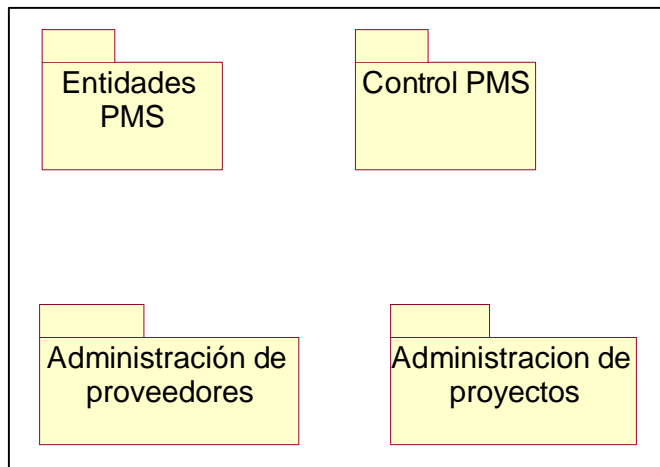 Entidades
PMS
Control PMS
Administración de
proveedores
Administracion de
proyectos